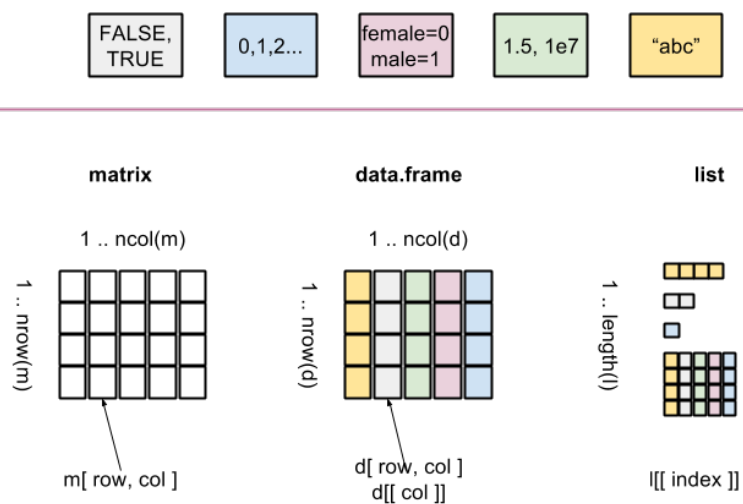 FALSE,
TRUE
0,1,2...
female=0
male=1
1.5, 1e7
“abc”
matrix
data.frame
list
1 .. ncol(m)
1 .. ncol(d)
1 .. nrow(m)
1 .. nrow(d)
1 .. length(l)
m[ row, col ]
d[ row, col ]
d[[ col ]]
l[[ index ]]